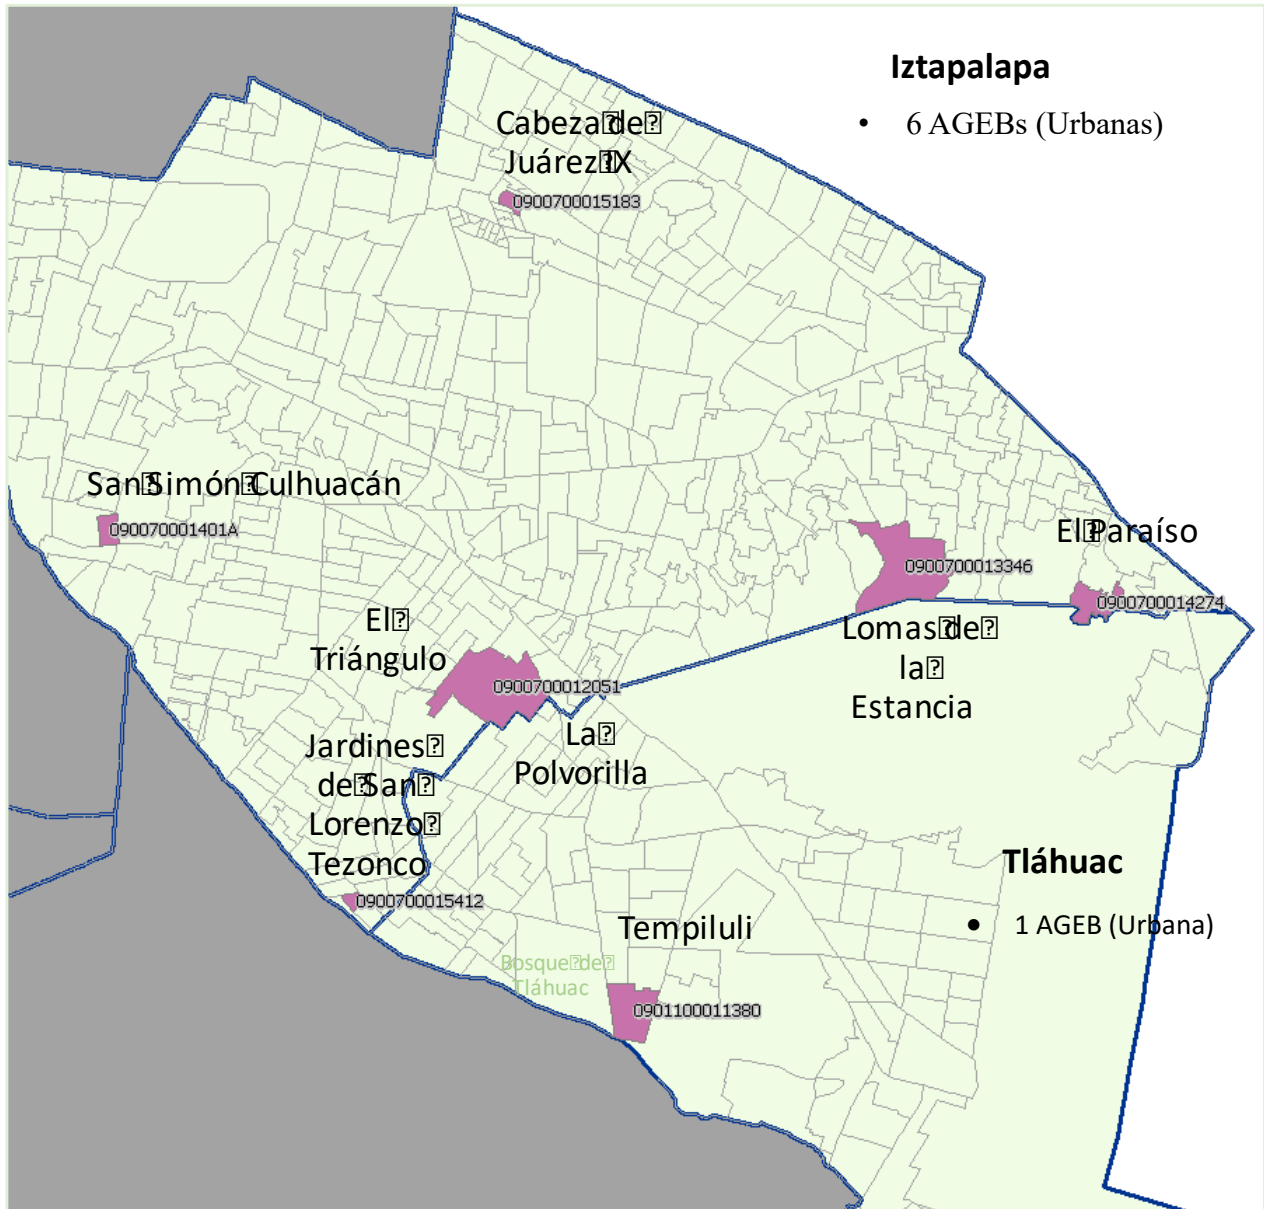 Iztapalapa
• 6 AGEBs (Urbanas)
Cabeza de
Juárez IX
0900700015183
San Simón Culhuacán
090070001401A
El Paraíso
0900700013346
0900700014274
Lomas de
la
Estancia
El
Triángulo
0900700012051
La
Polvorilla
Jardines
de San
Lorenzo
Tezonco
0900700015412
Tláhuac
• 1 AGEB (Urbana)
Tempiluli
Bosque de
Tláhuac
0901100011380